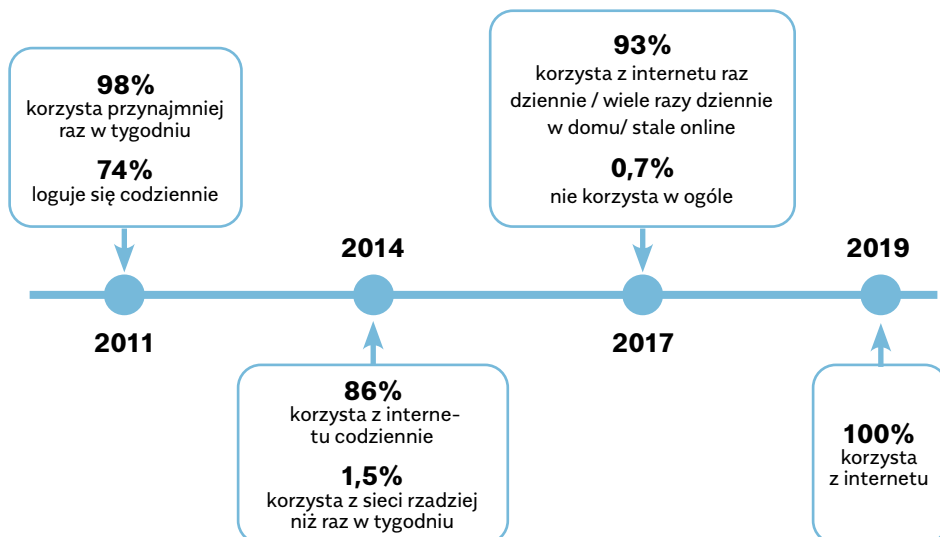 98%
korzysta przynajmniej
raz w tygodniu
74%
loguje się codziennie
2011
2014
86%
korzysta z interne-
tu codziennie
1,5%
korzysta z sieci rzadziej
niż raz w tygodniu
93%
korzysta z internetu raz
dziennie / wiele razy dziennie
w domu/ stale online
0,7%
nie korzysta w ogóle
2017
2019
100%
korzysta
z internetu